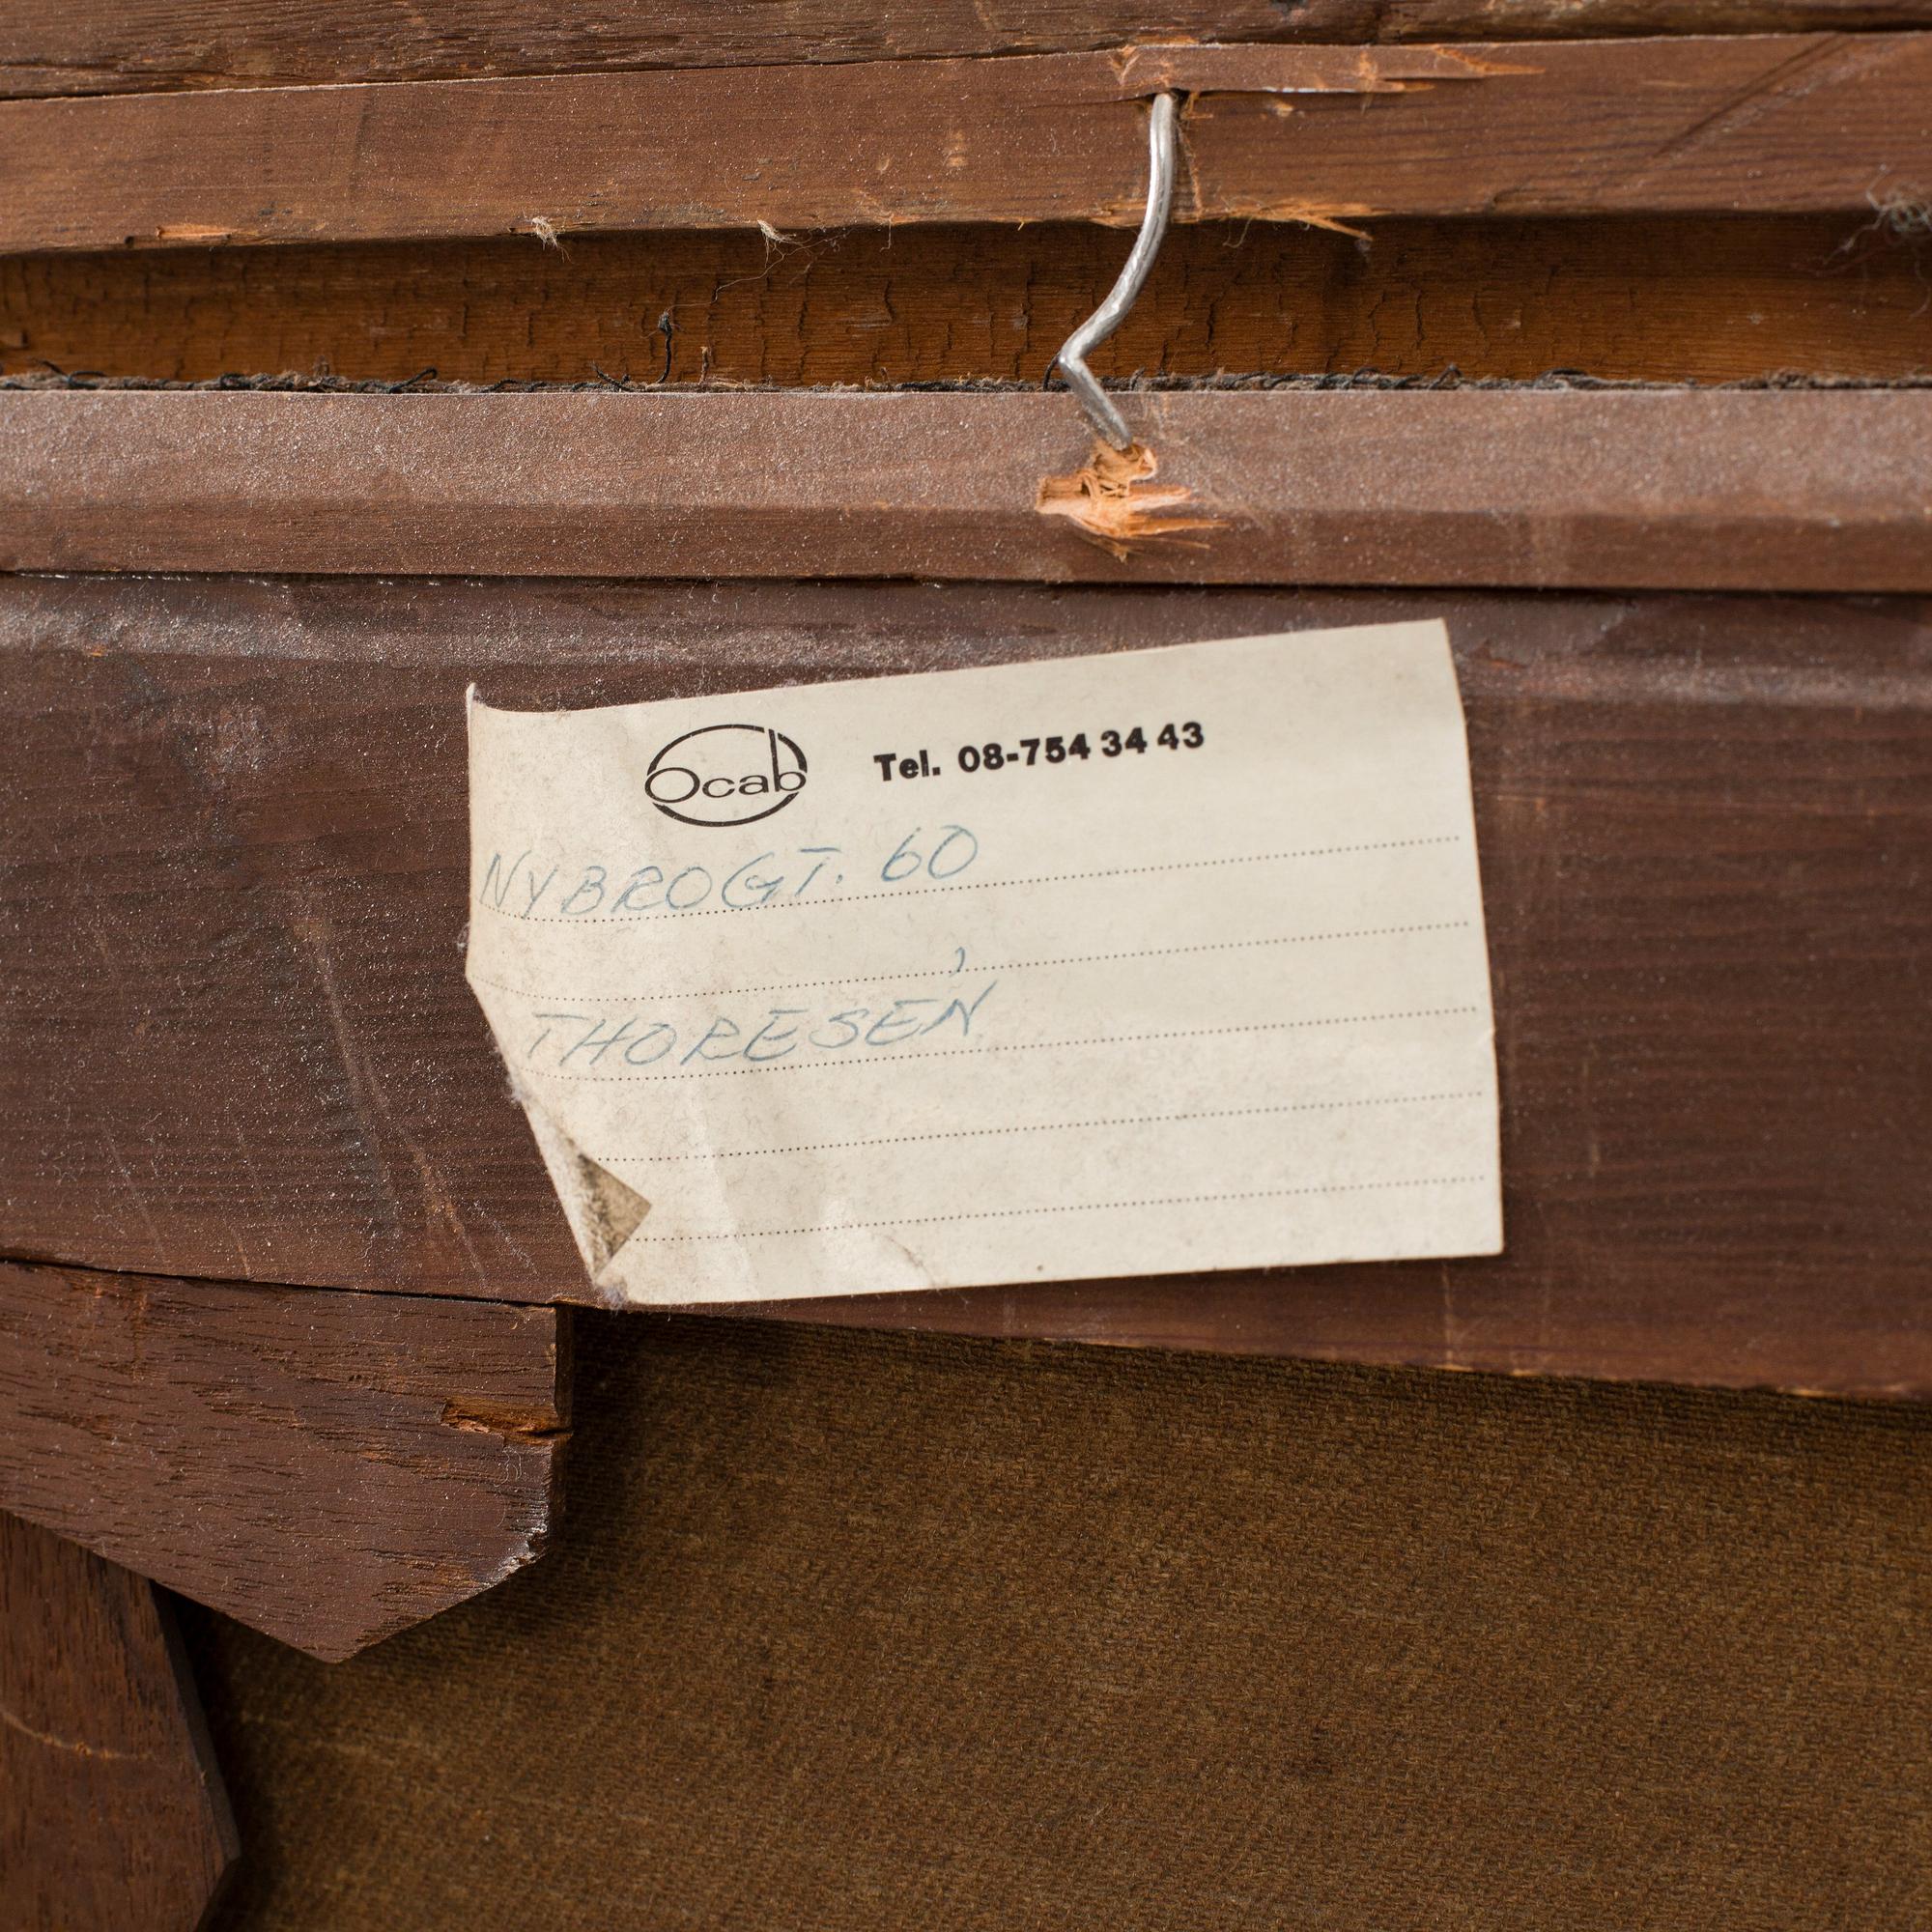 Ocab Tel. 08-754 34 43
NYBROGT. 60
THORESEN